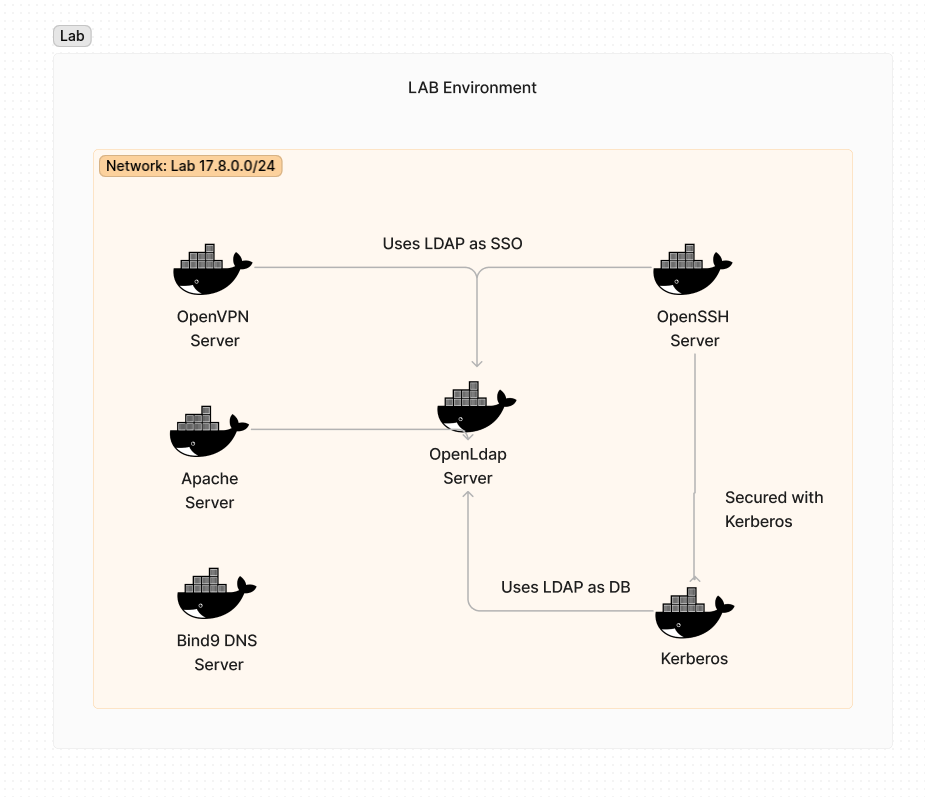 Lab
LAB Environment
Network: Lab 17.8.0.0/24
Uses LDAP as SSO
OpenVPN
Server
OpenSSH
Server
OpenLdap
Server
Apache
Server
Secured with
Kerberos
Uses LDAP as DB
Bind9 DNS
Server
Kerberos